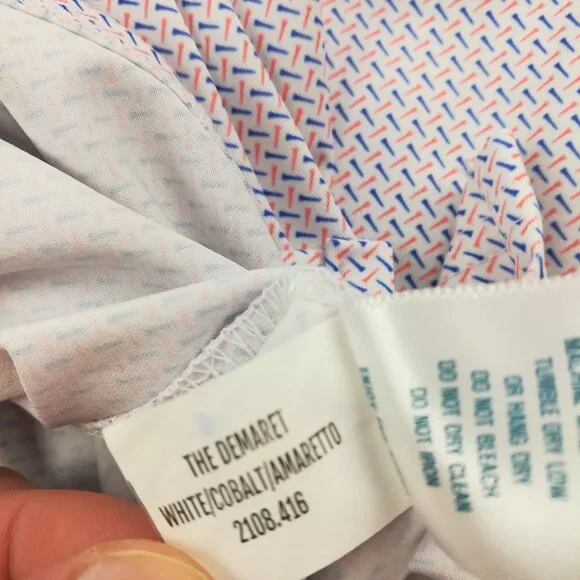 THE DEMARET
WHITE/COBALT/AMARETTO
2108.416
TUMBLE DRY LOW
OR HANG DRY
DO NOT BLEACH
DO NOT DRY CLEAN
DO NOT IRON